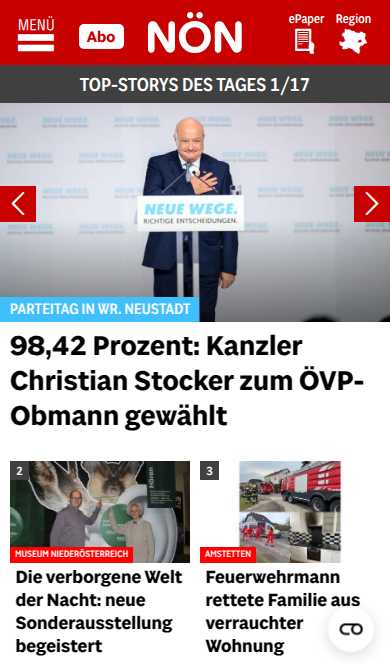 MENÜ
Abo
NÖN
ePaper
Region
TOP-STORYS DES TAGES 1/17
NEUE WEGE.
RICHTIGE ENTSCHEIDUNGEN.
PARTEITAG IN WR. NEUSTADT
98,42 Prozent: Kanzler
Christian Stocker zum ÖVP-
Obmann gewählt
2
MUSEUM NIEDERÖSTERREICH
Die verborgene Welt
der Nacht: neue
Sonderausstellung
begeistert
3
AMSTETTEN
Feuerwehrmann
rettete Familie aus
verrauchter
Wohnung